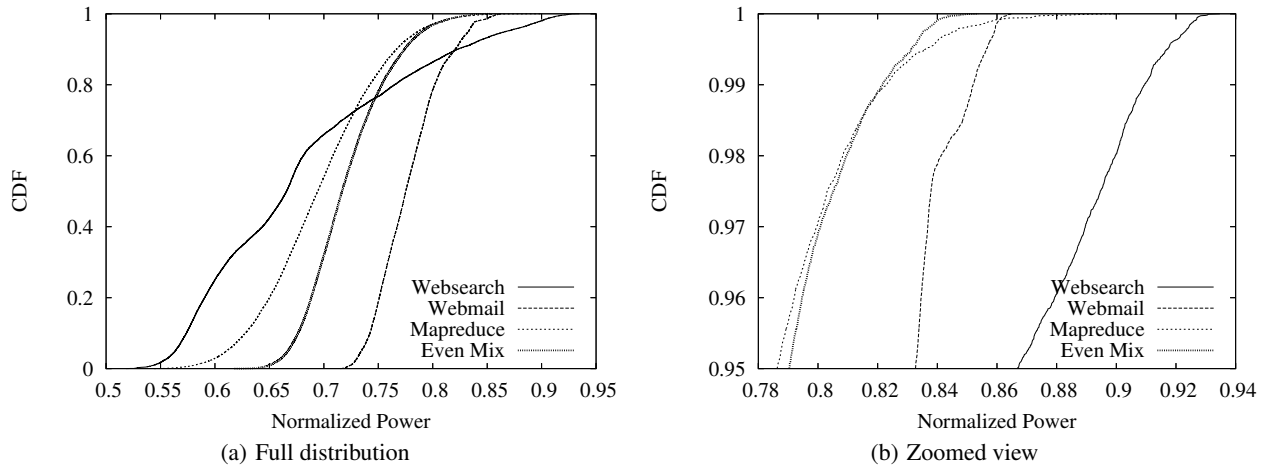 1
0.8
0.6
0.4
0.2
0
0.5 0.55 0.6 0.65 0.7 0.75 0.8 0.85 0.9 0.95
CDF
Normalized Power
Websearch
Webmail
Mapreduce
Even Mix
(a) Full distribution
1
0.99
0.98
0.97
0.96
0.95
0.78 0.8 0.82 0.84 0.86 0.88 0.9 0.92 0.94
CDF
Normalized Power
Websearch
Webmail
Mapreduce
Even Mix
(b) Zoomed view